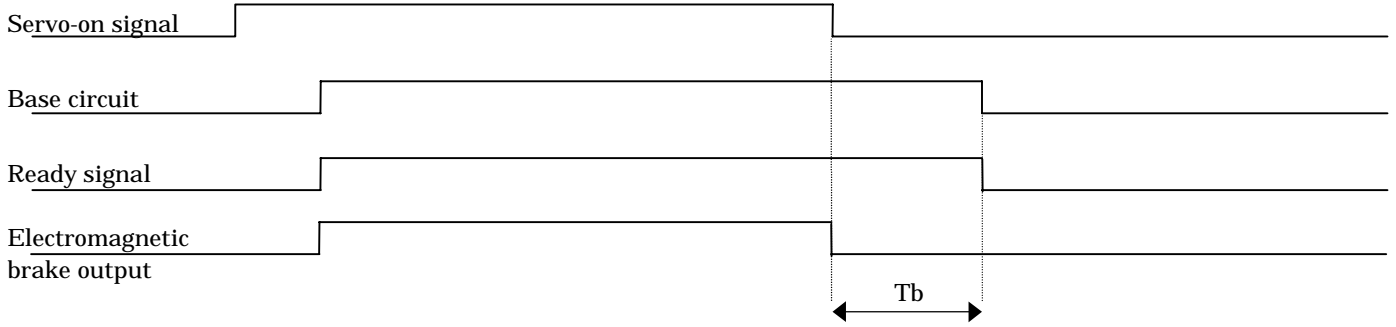 Servo-on signal
Base circuit
Ready signal
Electromagnetic
brake output
Tb